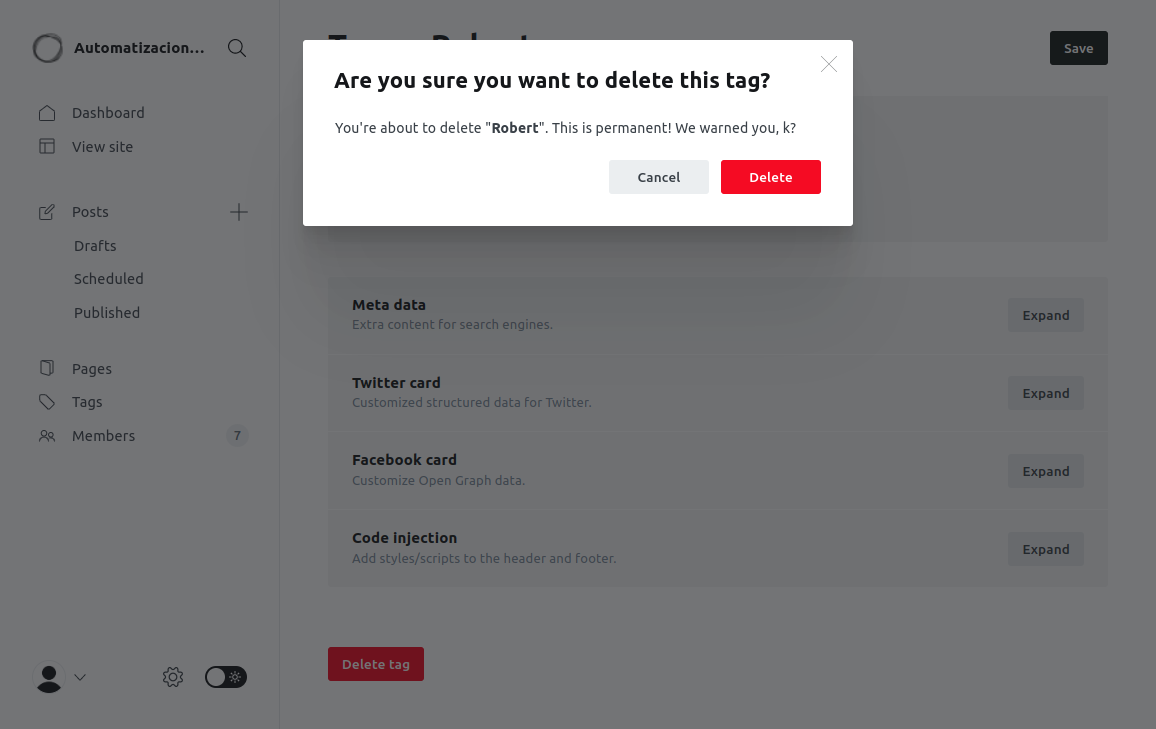 Automatizacion...
Dashboard
View site
Posts
Drafts
Scheduled
Published
Pages
Tags
Members
7
Save
Are you sure you want to delete this tag?
You're about to delete "Robert". This is permanent! We warned you, k?
Cancel
Delete
Meta data
Extra content for search engines.
Expand
Twitter card
Customized structured data for Twitter.
Expand
Facebook card
Customize Open Graph data.
Expand
Code injection
Add styles/scripts to the header and footer.
Expand
Delete tag